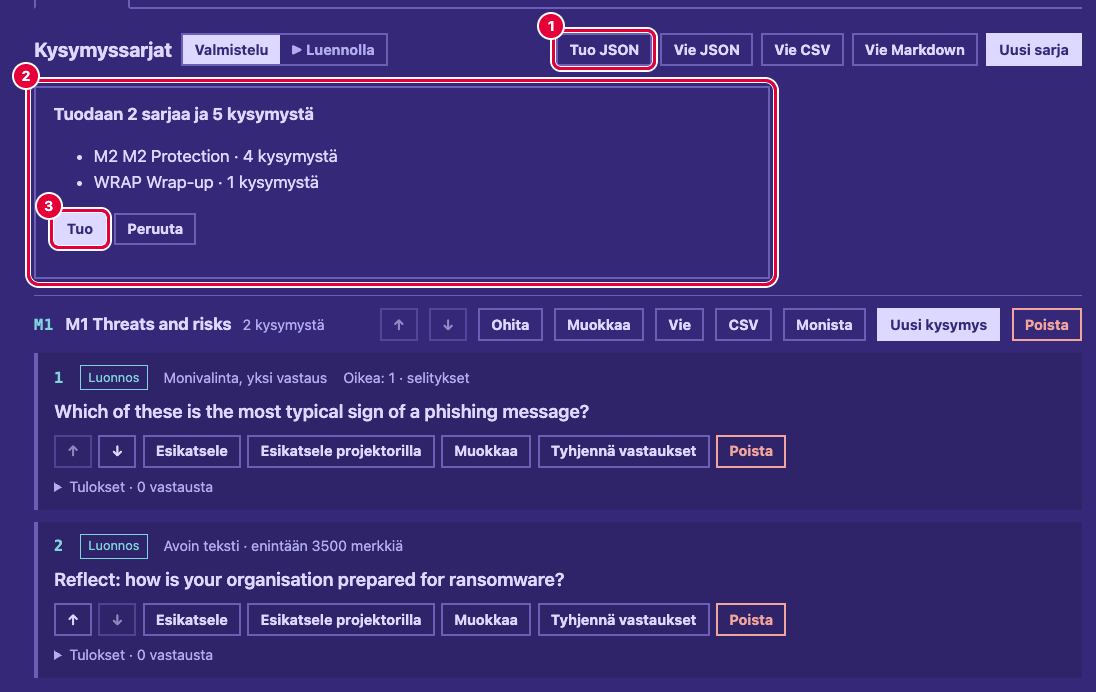 Kysymyssarjat Valmistelu ▶ Luennolla 1 Tuo JSON Vie JSON Vie CSV Vie Markdown Uusi sarja
2
Tuodaan 2 sarjaa ja 5 kysymystä
• M2 M2 Protection · 4 kysymystä
• WRAP Wrap-up · 1 kysymystä
3
Tuo Peruuta
M1 M1 Threats and risks 2 kysymystä ↑ ↓ Ohita Muokkaa Vie CSV Monista Uusi kysymys Poista
1 Luonnos Monivalinta, yksi vastaus Oikea: 1 · selitykset
Which of these is the most typical sign of a phishing message?
↑ ↓ Esikatsele Esikatsele projektorilla Muokkaa Tyhjennä vastaukset Poista
▶ Tulokset · 0 vastausta
2 Luonnos Avoin teksti · enintään 3500 merkkiä
Reflect: how is your organisation prepared for ransomware?
↑ ↓ Esikatsele Esikatsele projektorilla Muokkaa Tyhjennä vastaukset Poista
▶ Tulokset · 0 vastausta